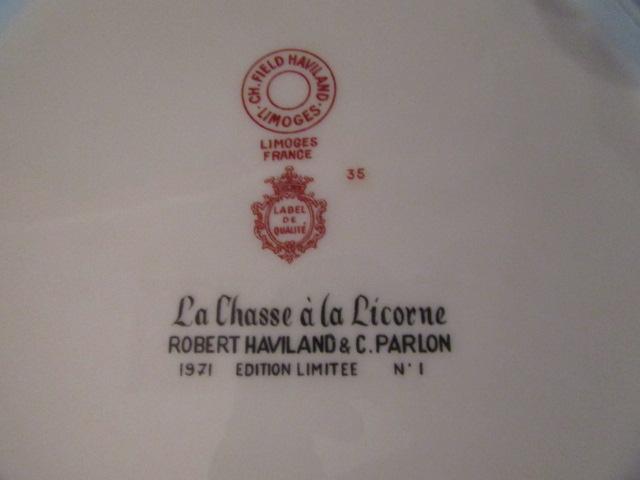 CH. FIELD HAVILAND
· LIMOGES ·
LIMOGES
FRANCE
35
LABEL
DE
QUALITÉ
La Chasse à la Licorne
ROBERT HAVILAND & C. PARLON
1971 EDITION LIMITEE N° 1